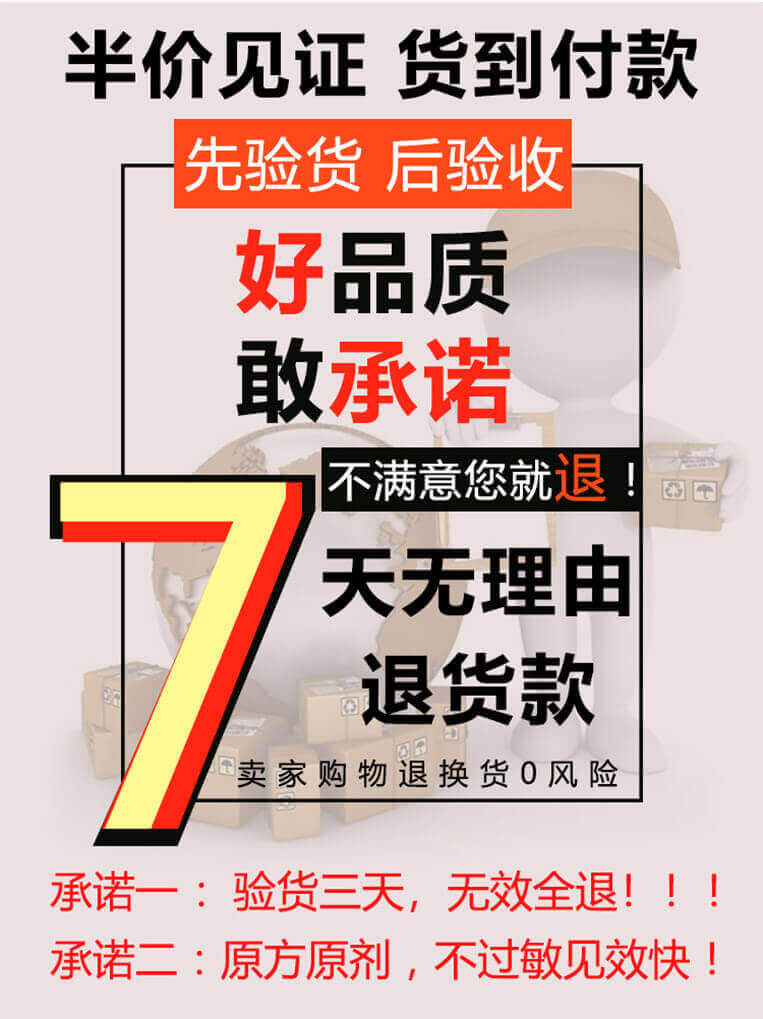 半价见证 货到付款
先验货 后验收
好品质
敢承诺
不满意您就退！
7天无理由
退货款
卖家购物退换货0风险
承诺一：验货三天，无效全退！！！
承诺二：原方原剂，不过敏见效快！